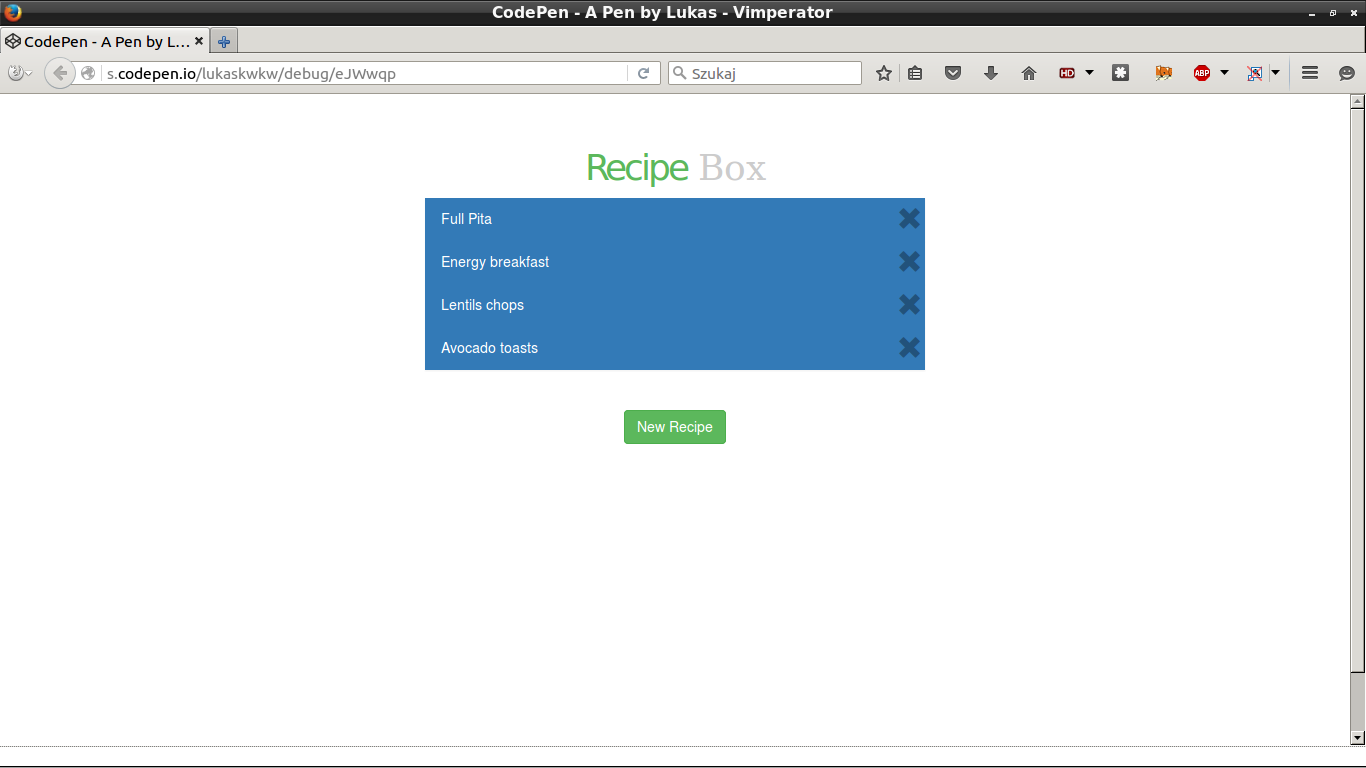 CodePen - A Pen by Lukas - Vimperator
CodePen - A Pen by L...
s.codepen.io/lukaskwkw/debug/eJWwqp
Szukaj
HD
ABP
Recipe Box
Full Pita
Energy breakfast
Lentils chops
Avocado toasts
New Recipe